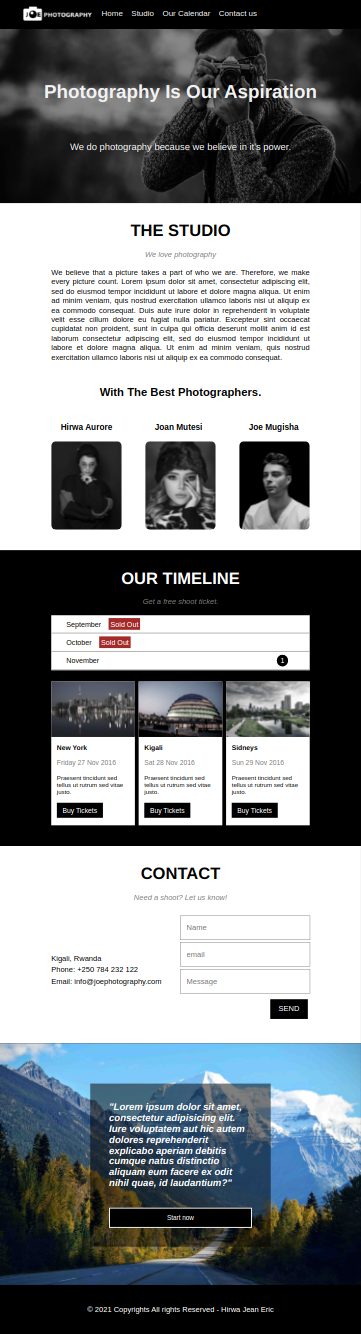 JOE PHOTOGRAPHY Home Studio Our Calendar Contact us
Photography Is Our Aspiration
We do photography because we believe in it's power.
THE STUDIO
We love photography
We believe that a picture takes a part of who we are. Therefore, we make
every picture count. Lorem ipsum dolor sit amet, consectetur adipiscing elit,
sed do eiusmod tempor incididunt ut labore et dolore magna aliqua. Ut enim
ad minim veniam, quis nostrud exercitation ullamco laboris nisi ut aliquip ex
ea commodo consequat. Duis aute irure dolor in reprehenderit in voluptate
velit esse cillum dolore eu fugiat nulla pariatur. Excepteur sint occaecat
cupidatat non proident, sunt in culpa qui officia deserunt mollit anim id est
laborum consectetur adipiscing elit, sed do eiusmod tempor incididunt ut
labore et dolore magna aliqua. Ut enim ad minim veniam, quis nostrud
exercitation ullamco laboris nisi ut aliquip ex ea commodo consequat.
With The Best Photographers.
Hirwa Aurore Joan Mutesi Joe Mugisha
OUR TIMELINE
Get a free shoot ticket.
September Sold Out
October Sold Out
November 1
New York
Friday 27 Nov 2016
Praesent tincidunt sed
tellus ut rutrum sed vitae
justo.
Buy Tickets
Kigali
Sat 28 Nov 2016
Praesent tincidunt sed
tellus ut rutrum sed vitae
justo.
Buy Tickets
Sidneys
Sun 29 Nov 2016
Praesent tincidunt sed
tellus ut rutrum sed vitae
justo.
Buy Tickets
CONTACT
Need a shoot? Let us know!
Kigali, Rwanda
Phone: +250 784 232 122
Email: info@joephotography.com
Name
email
Message
SEND
"Lorem ipsum dolor sit amet,
consectetur adipisicing elit.
Iure voluptatem aut hic autem
dolores reprehenderit
explicabo aperiam debitis
cumque natus distinctio
aliquam eum facere ex odit
nihil quae, id laudantium?"
Start now
© 2021 Copyrights All rights Reserved - Hirwa Jean Eric